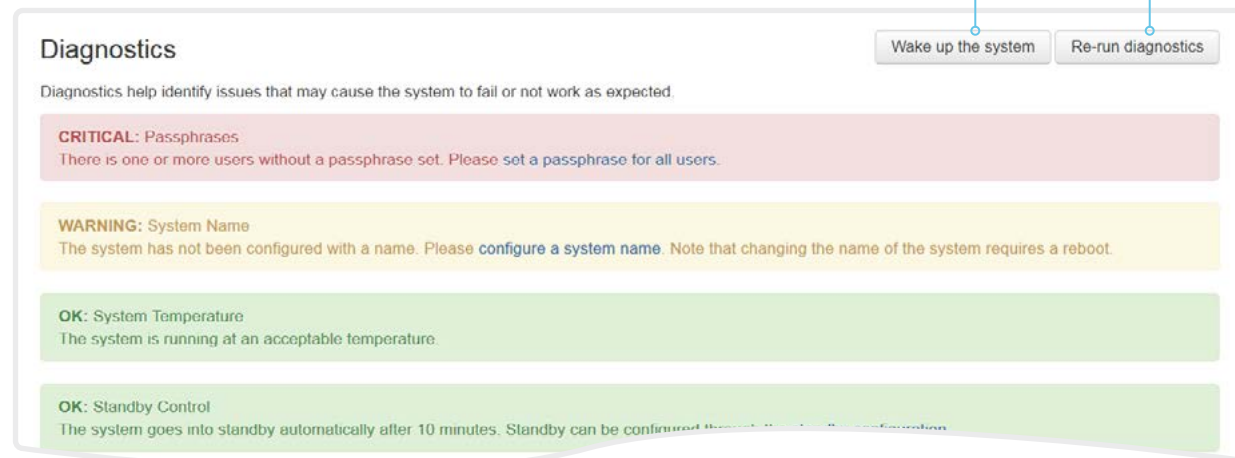 Diagnostics
Wake up the system
Re-run diagnostics
Diagnostics help identify issues that may cause the system to fail or not work as expected.
CRITICAL: Passphrases
There is one or more users without a passphrase set. Please set a passphrase for all users.
WARNING: System Name
The system has not been configured with a name. Please configure a system name. Note that changing the name of the system requires a reboot.
OK: System Temperature
The system is running at an acceptable temperature.
OK: Standby Control
The system goes into standby automatically after 10 minutes. Standby can be configured